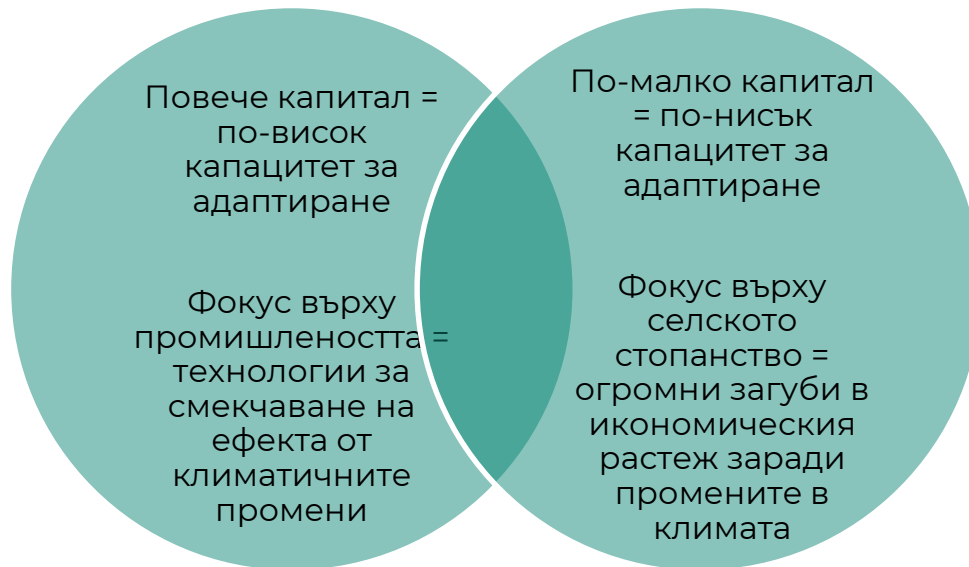 Повече капитал =
по-висок
капацитет за
адаптиране
Фокус върху
промишлеността =
технологии за
смекчаване на
ефекта от
климатичните
промени
По-малко капитал
= по-нисък
капацитет за
адаптиране
Фокус върху
селското
стопанство =
огромни загуби в
икономическия
растеж заради
промените в
климата